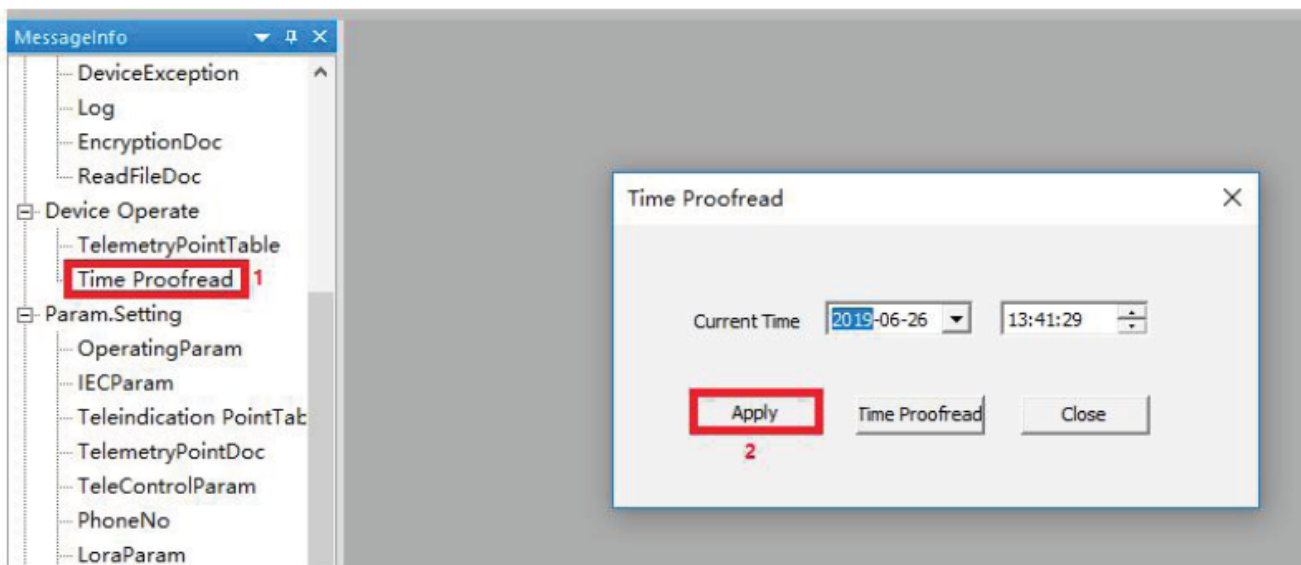 MessageInfo
DeviceException
Log
EncryptionDoc
ReadFileDoc
Device Operate
TelemetryPointTable
Time Proofread 1
Param.Setting
OperatingParam
IECParam
Teleindication PointTab
TelemetryPointDoc
TeleControlParam
PhoneNo
LoraParam
Time Proofread
Current Time 2019-06-26 13:41:29
Apply Time Proofread Close
2